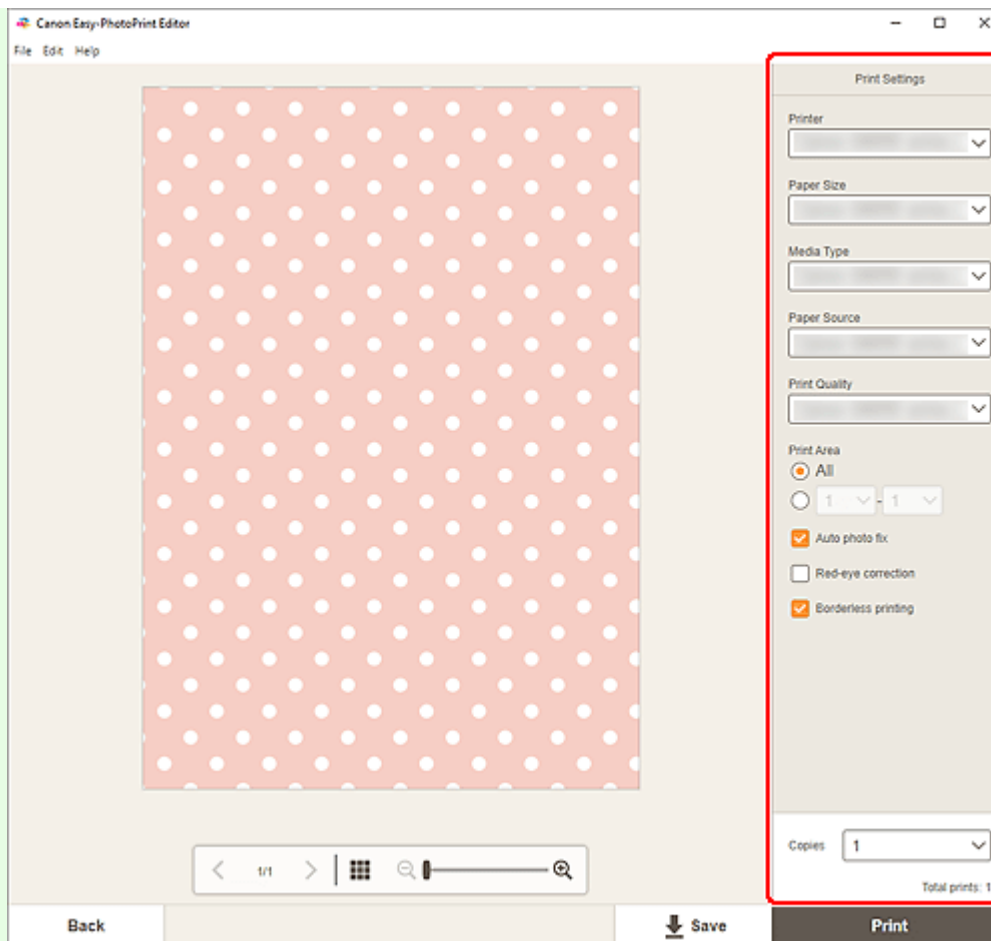 Canon Easy-PhotoPrint Editor
File Edit Help
Print Settings
Printer
Paper Size
Media Type
Paper Source
Print Quality
Print Area
All
1 - 1
Auto photo fix
Red-eye correction
Borderless printing
1/1
Copies 1
Total prints: 1
Back Save Print